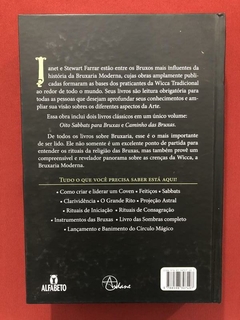 Janet e Stewart Farrar estão entre os Bruxos mais influentes da
história da Bruxaria Moderna, cujas obras amplamente publi-
cadas formaram as bases dos praticantes da Wicca Tradicional
ao redor de todo o mundo. Seus livros são leitura obrigatória para
todas as pessoas que desejam aprofundar seus conhecimentos e am-
pliar sua visão sobre os diferentes aspectos da Arte.
Essa obra inclui dois livros clássicos em um único volume:
Oito Sabbats para Bruxas e Caminho das Bruxas.
De todos os livros sobre Bruxaria, esse é o mais importante
de ser lido. Ele não somente é um excelente ponto de partida para
entender os rituais da religião das Bruxas, mas também provê um
compreensível e revelador panorama sobre as crenças da Wicca, a
Bruxaria Moderna.
Tudo o que você precisa saber está aqui!
• Como criar e liderar um Coven • Feitiços • Sabbats
• Clarividência • O Grande Rito • Projeção Astral
• Rituais de Iniciação • Rituais de Consagração
• Instrumentos das Bruxas • Livro das Sombras completo
• Lançamento e Banimento do Círculo Mágico
ALFABETO